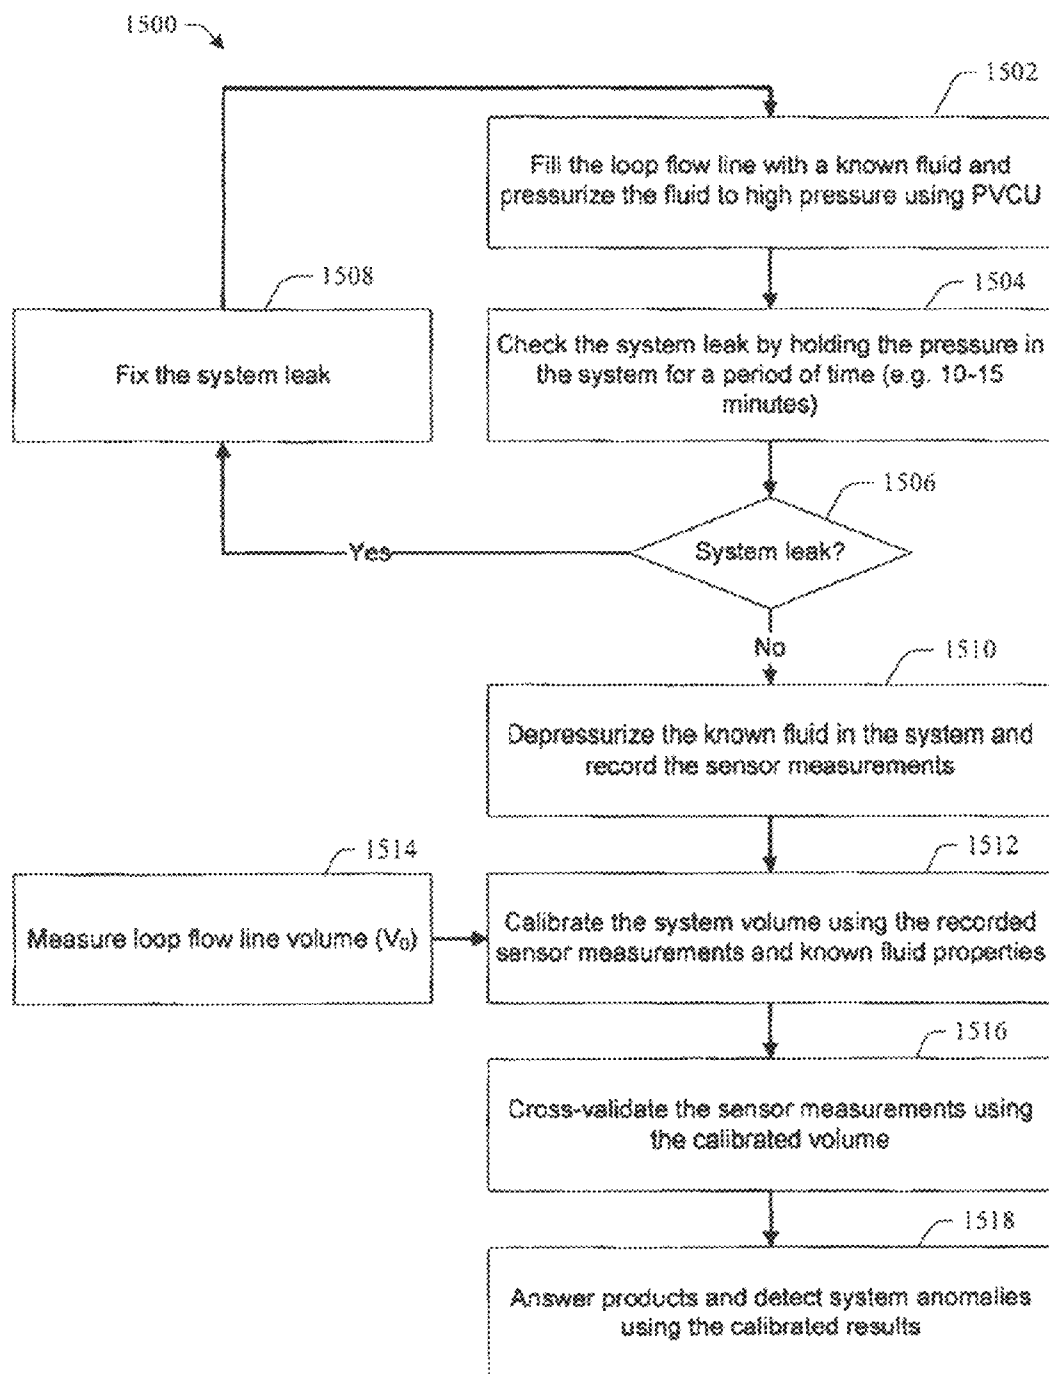 1500
1502
Fill the loop flow line with a known fluid and
pressurize the fluid to high pressure using PVCU
1508
Fix the system leak
1504
Check the system leak by holding the pressure in
the system for a period of time (e.g. 10-15
minutes)
1506
System leak?
Yes
No
1510
Depressurize the known fluid in the system and
record the sensor measurements
1514
Measure loop flow line volume (V₀)
1512
Calibrate the system volume using the recorded
sensor measurements and known fluid properties
1516
Cross-validate the sensor measurements using
the calibrated volume
1518
Answer products and detect system anomalies
using the calibrated results